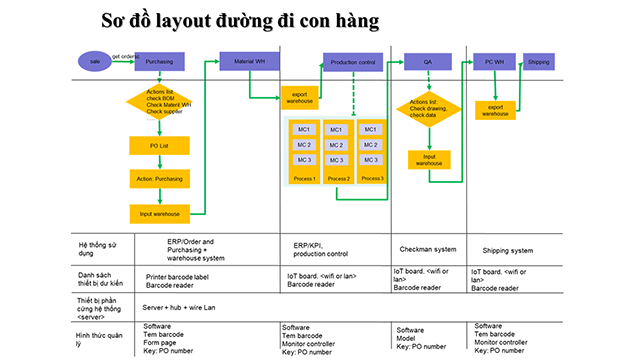 Sơ đồ layout đường đi con hàng
sale
get orders
Purchasing
Material WH
Production control
QA
PC WH
Shipping
Actions list:
check BOM
Check Materil WH
Check supplier
PO List
Action: Purchasing
Input warehouse
export
warehouse
MC1
MC1
MC1
MC 2
MC 2
MC 2
MC 3
MC 3
MC 3
Process 1
Process 2
Process 3
Actions list:
Check drawing,
check data
Input
warehouse
export
warehouse
Hệ thống sử
dụng
ERP/Order and
Purchasing +
warehouse system
ERP/KPI,
production control
Checkman system
Shipping system
Danh sách
thiết bị dư kiến
Printer barcode label
Barcode reader
IoT board. <wifi or lan>
Barcode reader
IoT board. <wifi or
lan>
Barcode reader
IoT board. <wifi or
lan>
Barcode reader
Thiết bị phần
cứng hệ thống
<server>
Server + hub + wire Lan
Hình thức quản
lý
Software
Tem barcode
Form page
Key: PO number
Software
Tem barcode
Monitor controller
Key: PO number
Software
Model
Key: PO number
Software
Tem barcode
Monitor controller
Key: PO number